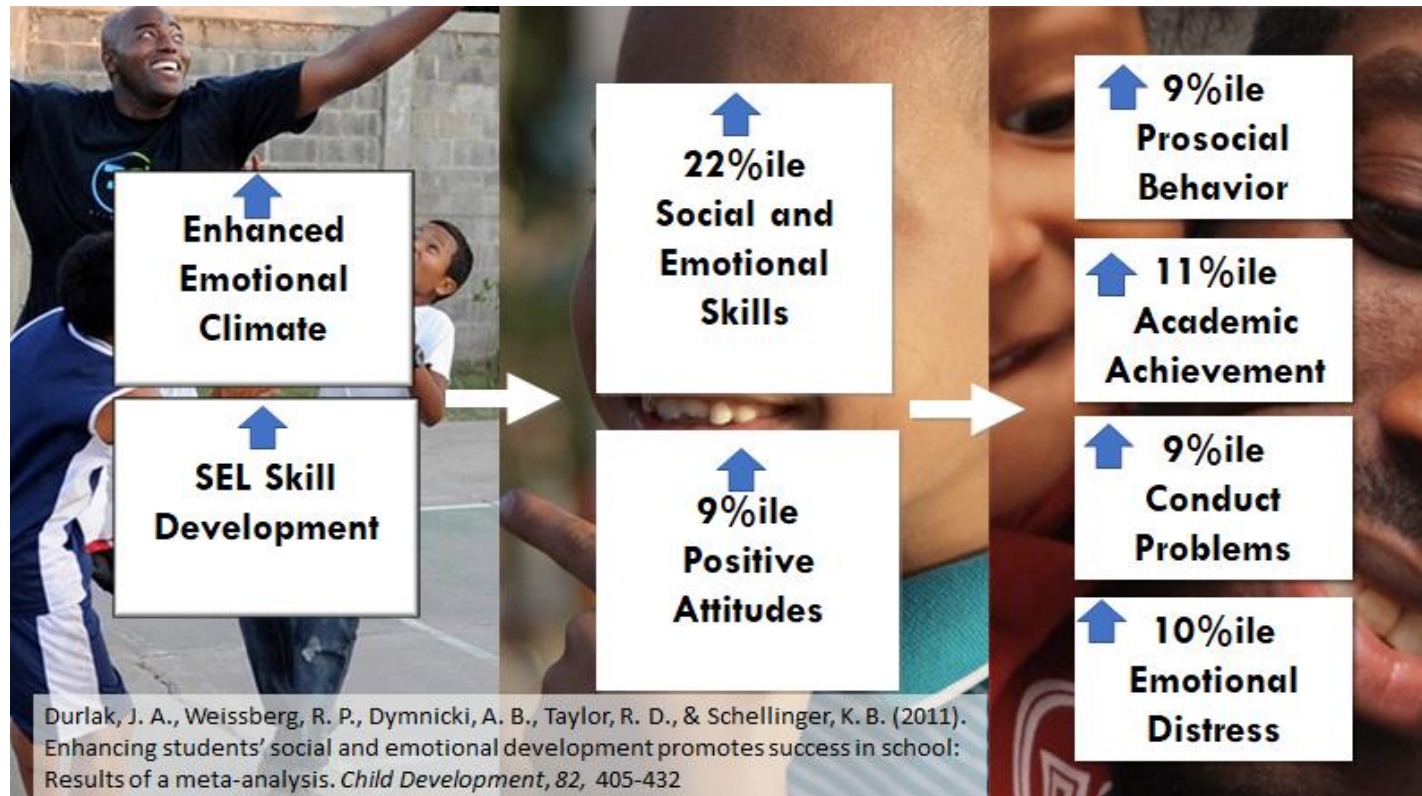 Enhanced
Emotional
Climate
SEL Skill
Development
22%ile
Social and
Emotional
Skills
9%ile
Positive
Attitudes
9%ile
Prosocial
Behavior
11%ile
Academic
Achievement
9%ile
Conduct
Problems
10%ile
Emotional
Distress
Durlak, J. A., Weissberg, R. P., Dymnicki, A. B., Taylor, R. D., & Schellinger, K. B. (2011).
Enhancing students’ social and emotional development promotes success in school:
Results of a meta-analysis. Child Development, 82, 405-432